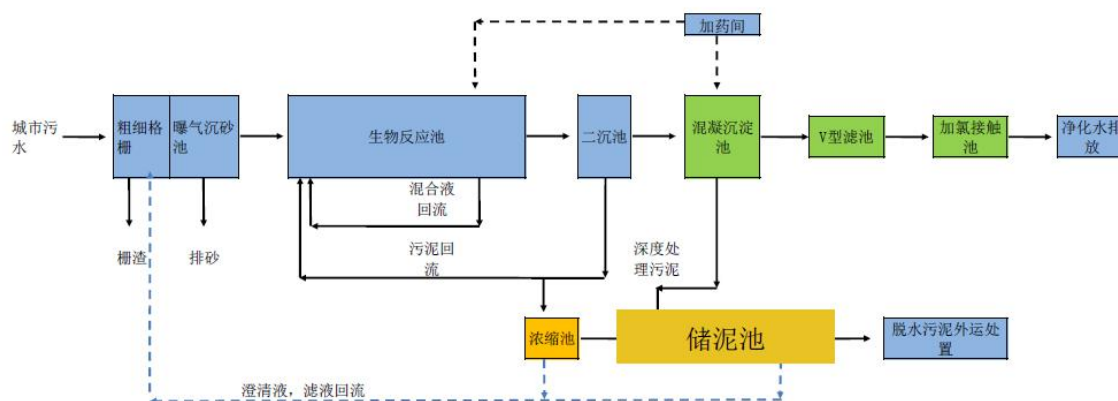 加药间
城市污
水
粗细格
栅
曝气沉砂
池
生物反应池
二沉池
混凝沉淀
池
V型滤池
加氯接触
池
净化水排
放
混合液
回流
栅渣
排砂
污泥回
流
深度处
理污泥
浓缩池
储泥池
脱水污泥外运处
置
澄清液，滤液回流